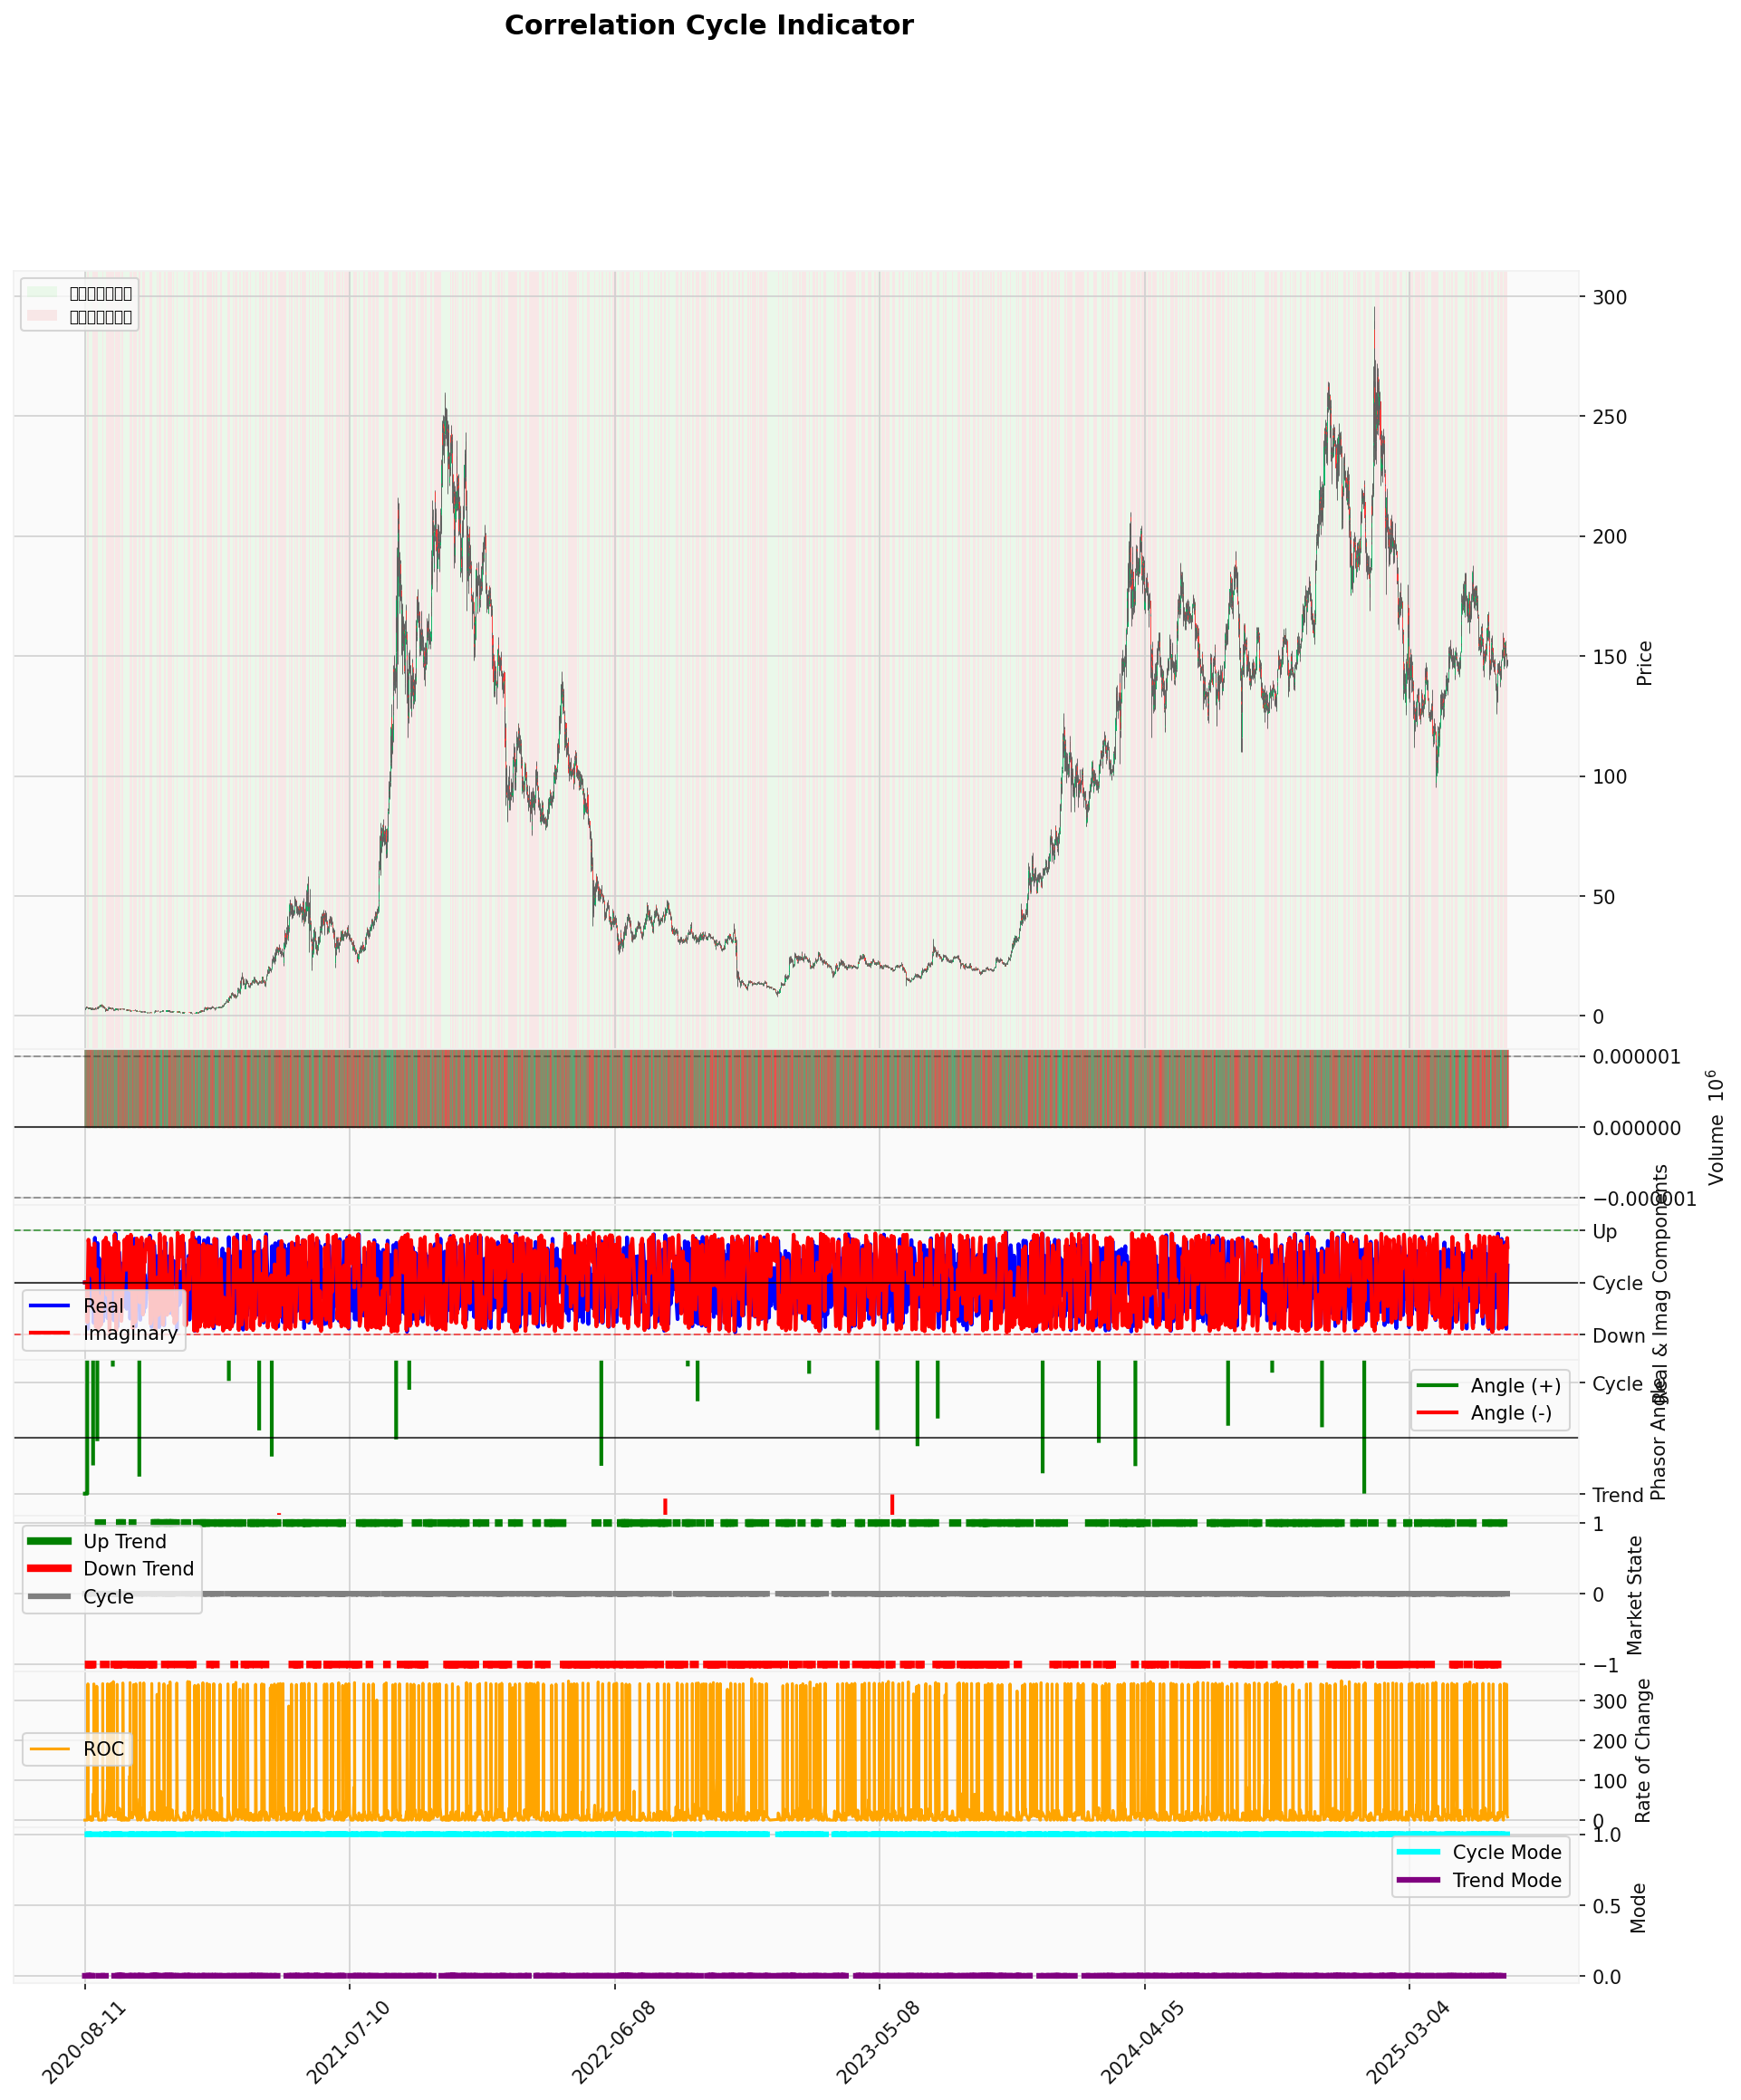 Correlation Cycle Indicator
300
250
200
150
100
50
0
Price
0.000001
0.000000
−0.000001
Volume 10⁶
Up
Cycle
Down
Real & Imag Components
Real
Imaginary
Cycle
Trend
Phasor Angle
Angle (+)
Angle (-)
1
0
−1
Market State
Up Trend
Down Trend
Cycle
300
200
100
0
Rate of Change
ROC
1.0
0.5
0.0
Mode
Cycle Mode
Trend Mode
2020-08-11
2021-07-10
2022-06-08
2023-05-08
2024-04-05
2025-03-04